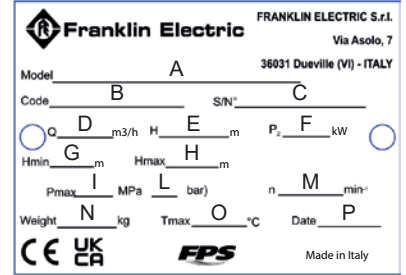 Franklin Electric
FRANKLIN ELECTRIC S.r.l.
Via Asolo, 7
36031 Dueville (VI) - ITALY
Model A
Code B S/N° C
Q D m3/h H E m P₂ F kW
Hmin G m Hmax H m
Pmax I MPa L bar) n M min-¹
Weight N kg Tmax O °C Date P
CE UK CA FPS Made in Italy